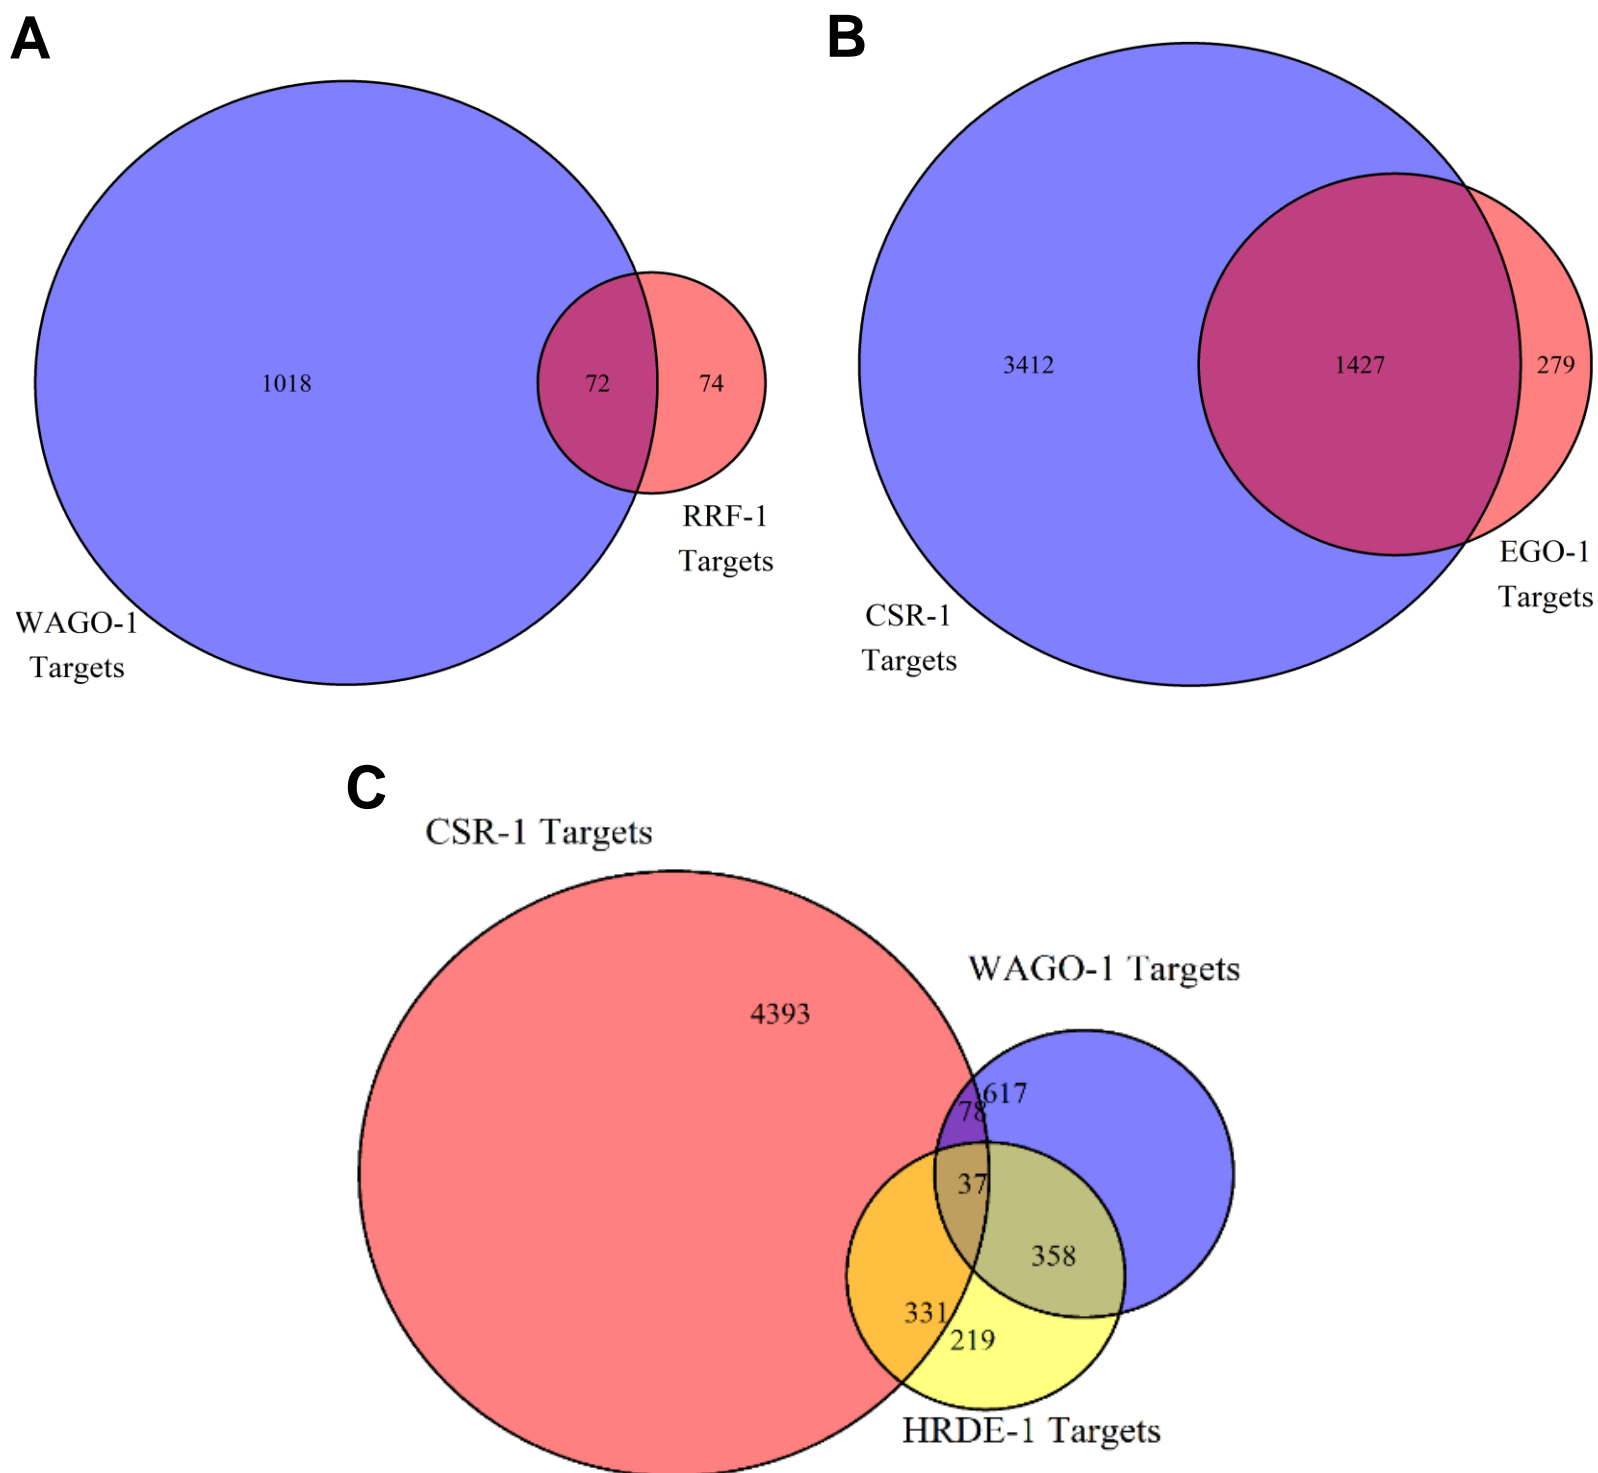 A
B
1018
72
74
RRF-1
Targets
WAGO-1
Targets
3412
1427
279
EGO-1
Targets
CSR-1
Targets
C
CSR-1 Targets
WAGO-1 Targets
4393
617
78
37
358
331
219
HRDE-1 Targets